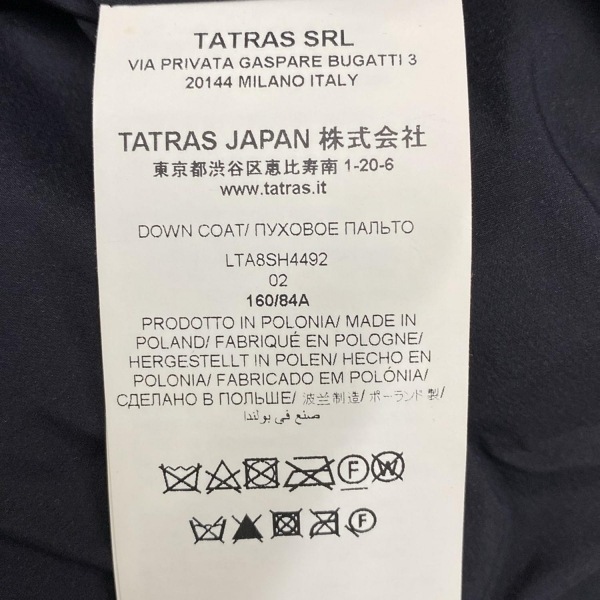 TATRAS SRL
VIA PRIVATA GASPARE BUGATTI 3
20144 MILANO ITALY
TATRAS JAPAN 株式会社
東京都渋谷区恵比寿南 1-20-6
www.tatras.it
DOWN COAT/ ПУХОВОЕ ПАЛЬТО
LTA8SH4492
02
160/84A
PRODOTTO IN POLONIA/ MADE IN
POLAND/ FABRIQUÉ EN POLOGNE/
HERGESTELLT IN POLEN/ HECHO EN
POLONIA/ FABRICADO EM POLÓNIA/
СДЕЛАНО В ПОЛЬШЕ/ 波兰制造/ ポーランド製/
صنع في بولندا
F W
F